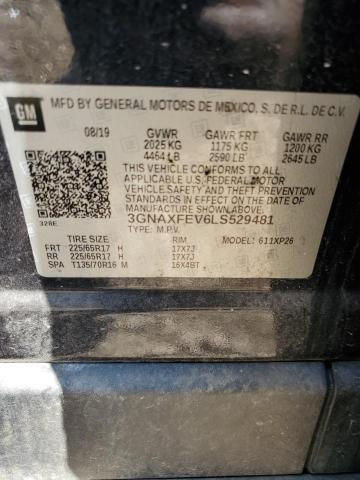 GM
MFD BY GENERAL MOTORS DE MEXICO, S. DE R.L. DE C.V.
08/19 GVWR GAWR FRT GAWR RR
2025 KG 1175 KG 1200 KG
4464 LB 2590 LB 2645 LB
THIS VEHICLE CONFORMS TO ALL APPLICABLE
U.S. FEDERAL MOTOR VEHICLE
SAFETY AND THEFT PREVENTION
STANDARDS IN EFFECT ON THE DATE
OF MANUFACTURE SHOWN ABOVE.
3GNAXFEV6LS529481
328E
TYPE: M.P.V. MODEL: 611XP26
TIRE SIZE RIM
FRT 225/65R17 H 17X7J
RR 225/65R17 H 17X7J
SPA T135/70R16 M 16X4BT